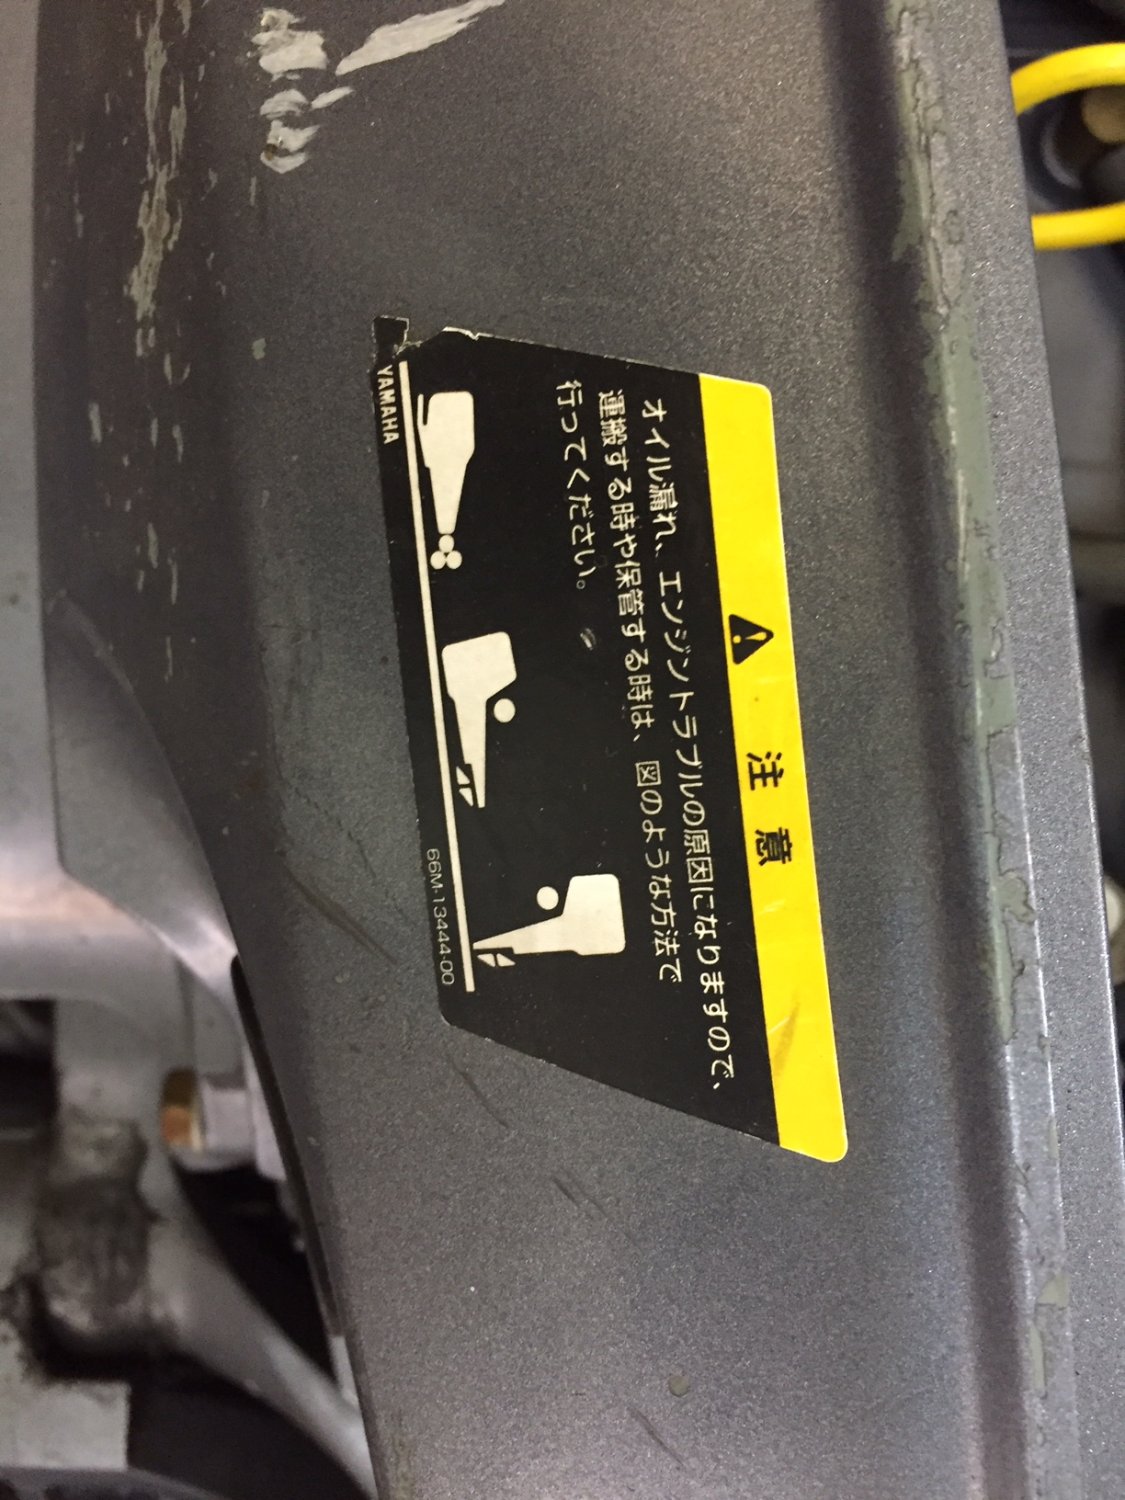 注意
オイル漏れ、エンジントラブルの原因になりますので、
運搬する時や保管する時は、図のような方法で
行ってください。
YAMAHA
66M-13444-00